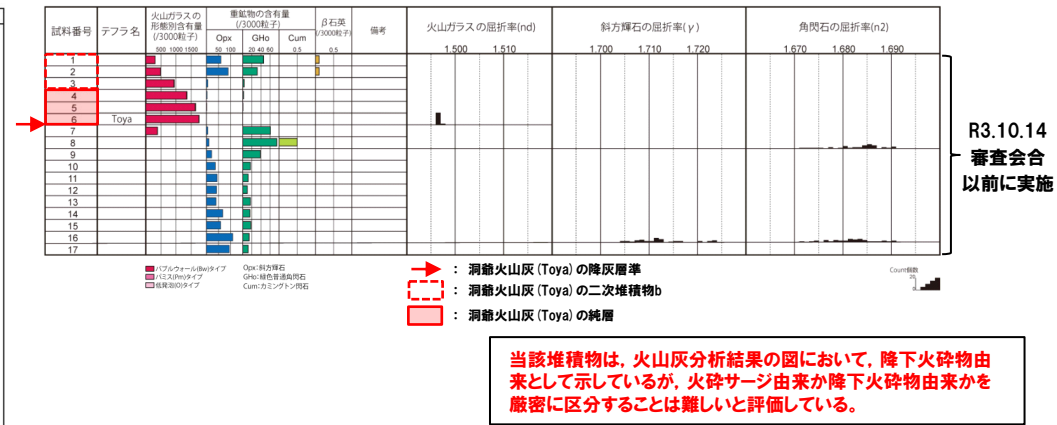 試料番号 テフラ名 火山ガラスの形態別含有量(/3000粒子) 重鉱物の含有量(/3000粒子) β石英(/3000粒子) 備考 火山ガラスの屈折率(nd) 斜方輝石の屈折率(γ) 角閃石の屈折率(n2)
Opx GHo Cum
500 1000 1500 50 100 20 40 60 0.5 0.5 1.500 1.510 1.700 1.710 1.720 1.670 1.680 1.690
1
2
3
4
5
6 Toya
7
8
9
10
11
12
13
14
15
16
17
R3.10.14
審査会合
以前に実施
バブルウォール(Bw)タイプ Opx:斜方輝石
パミス(Pm)タイプ GHo:緑色普通角閃石
低発泡(O)タイプ Cum:カミングトン閃石
: 洞爺火山灰(Toya)の降灰層準
: 洞爺火山灰(Toya)の二次堆積物b
: 洞爺火山灰(Toya)の純層
Count個数
20
0
当該堆積物は，火山灰分析結果の図において，降下火砕物由
来として示しているが，火砕サージ由来か降下火砕物由来かを
厳密に区分することは難しいと評価している。